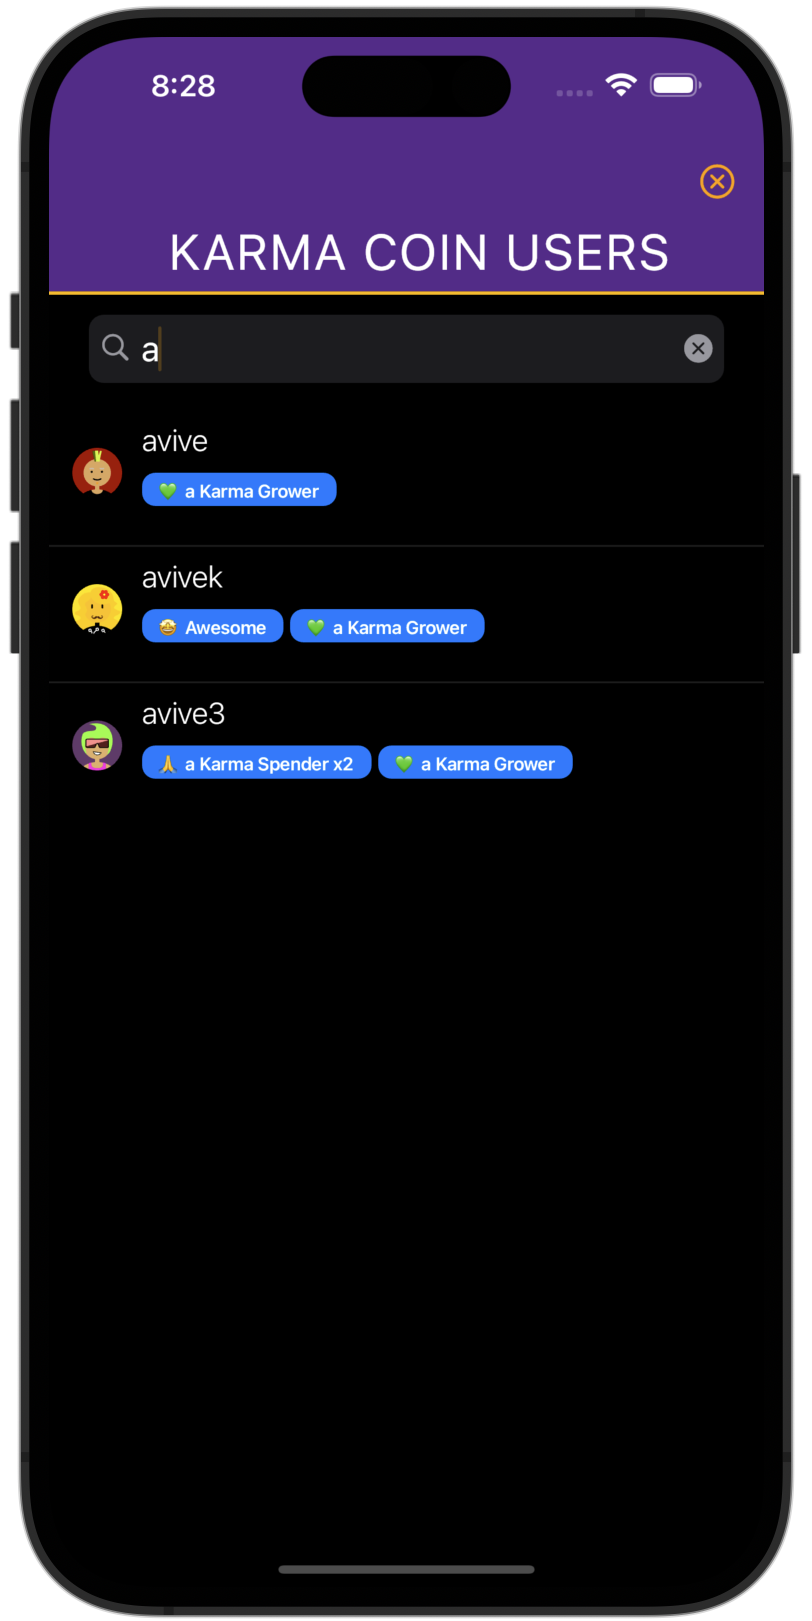 8:28
KARMA COIN USERS
a
avive
💚 a Karma Grower
avivek
🤩 Awesome 💚 a Karma Grower
avive3
🙏 a Karma Spender x2 💚 a Karma Grower